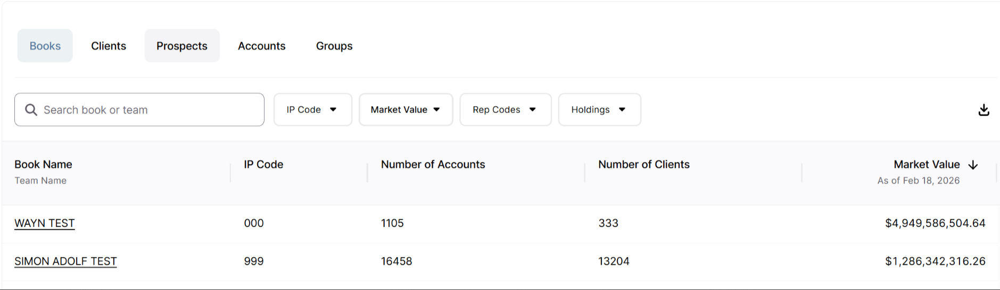 Books Clients Prospects Accounts Groups
Search book or team IP Code Market Value Rep Codes Holdings
Book Name IP Code Number of Accounts Number of Clients Market Value
Team Name As of Feb 18, 2026
WAYN TEST 000 1105 333 $4,949,586,504.64
SIMON ADOLF TEST 999 16458 13204 $1,286,342,316.26